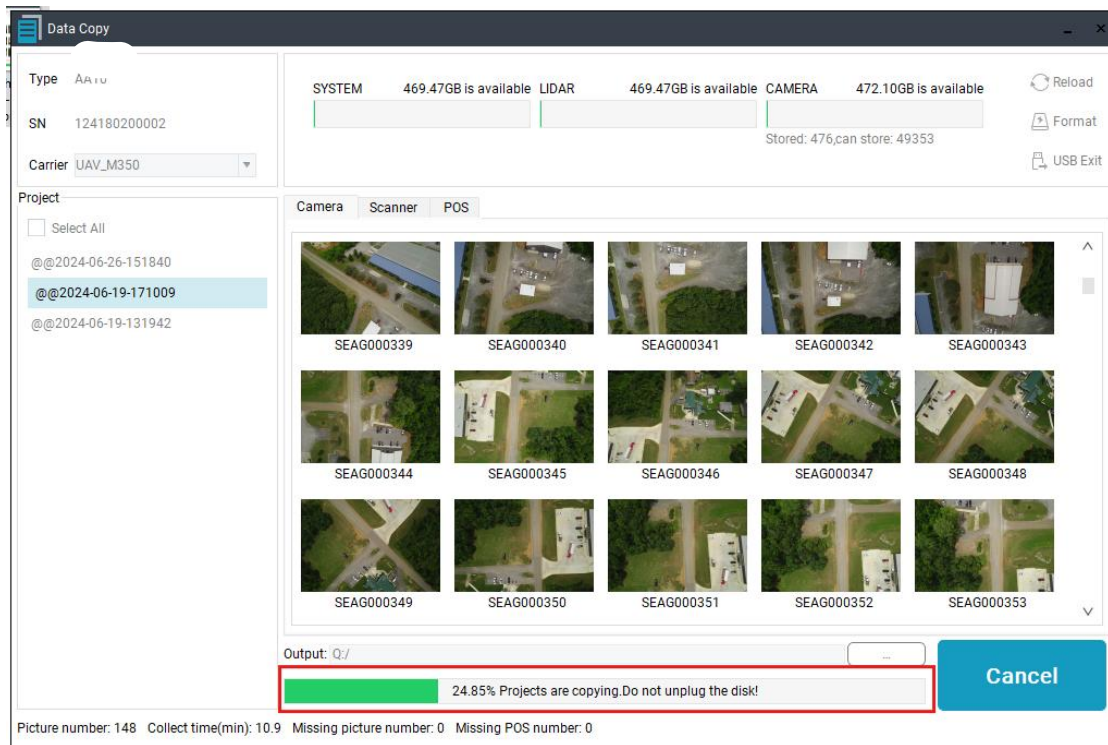 Data Copy
Type
SN 124180200002
Carrier UAV_M350
SYSTEM 469.47GB is available LIDAR 469.47GB is available CAMERA 472.10GB is available
Stored: 476,can store: 49353
Reload
Format
USB Exit
Project
Select All
@@2024-06-26-151840
@@2024-06-19-171009
@@2024-06-19-131942
Camera Scanner POS
SEAG000339 SEAG000340 SEAG000341 SEAG000342 SEAG000343
SEAG000344 SEAG000345 SEAG000346 SEAG000347 SEAG000348
SEAG000349 SEAG000350 SEAG000351 SEAG000352 SEAG000353
Output: Q:/ ...
24.85% Projects are copying.Do not unplug the disk!
Cancel
Picture number: 148 Collect time(min): 10.9 Missing picture number: 0 Missing POS number: 0